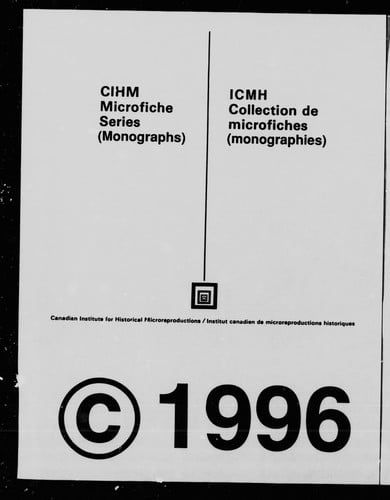 CIHM
Microfiche
Series
(Monographs)
ICMH
Collection de
microfiches
(monographies)
Canadian Institute for Historical Microreproductions / Institut canadien de microreproductions historiques
© 1996